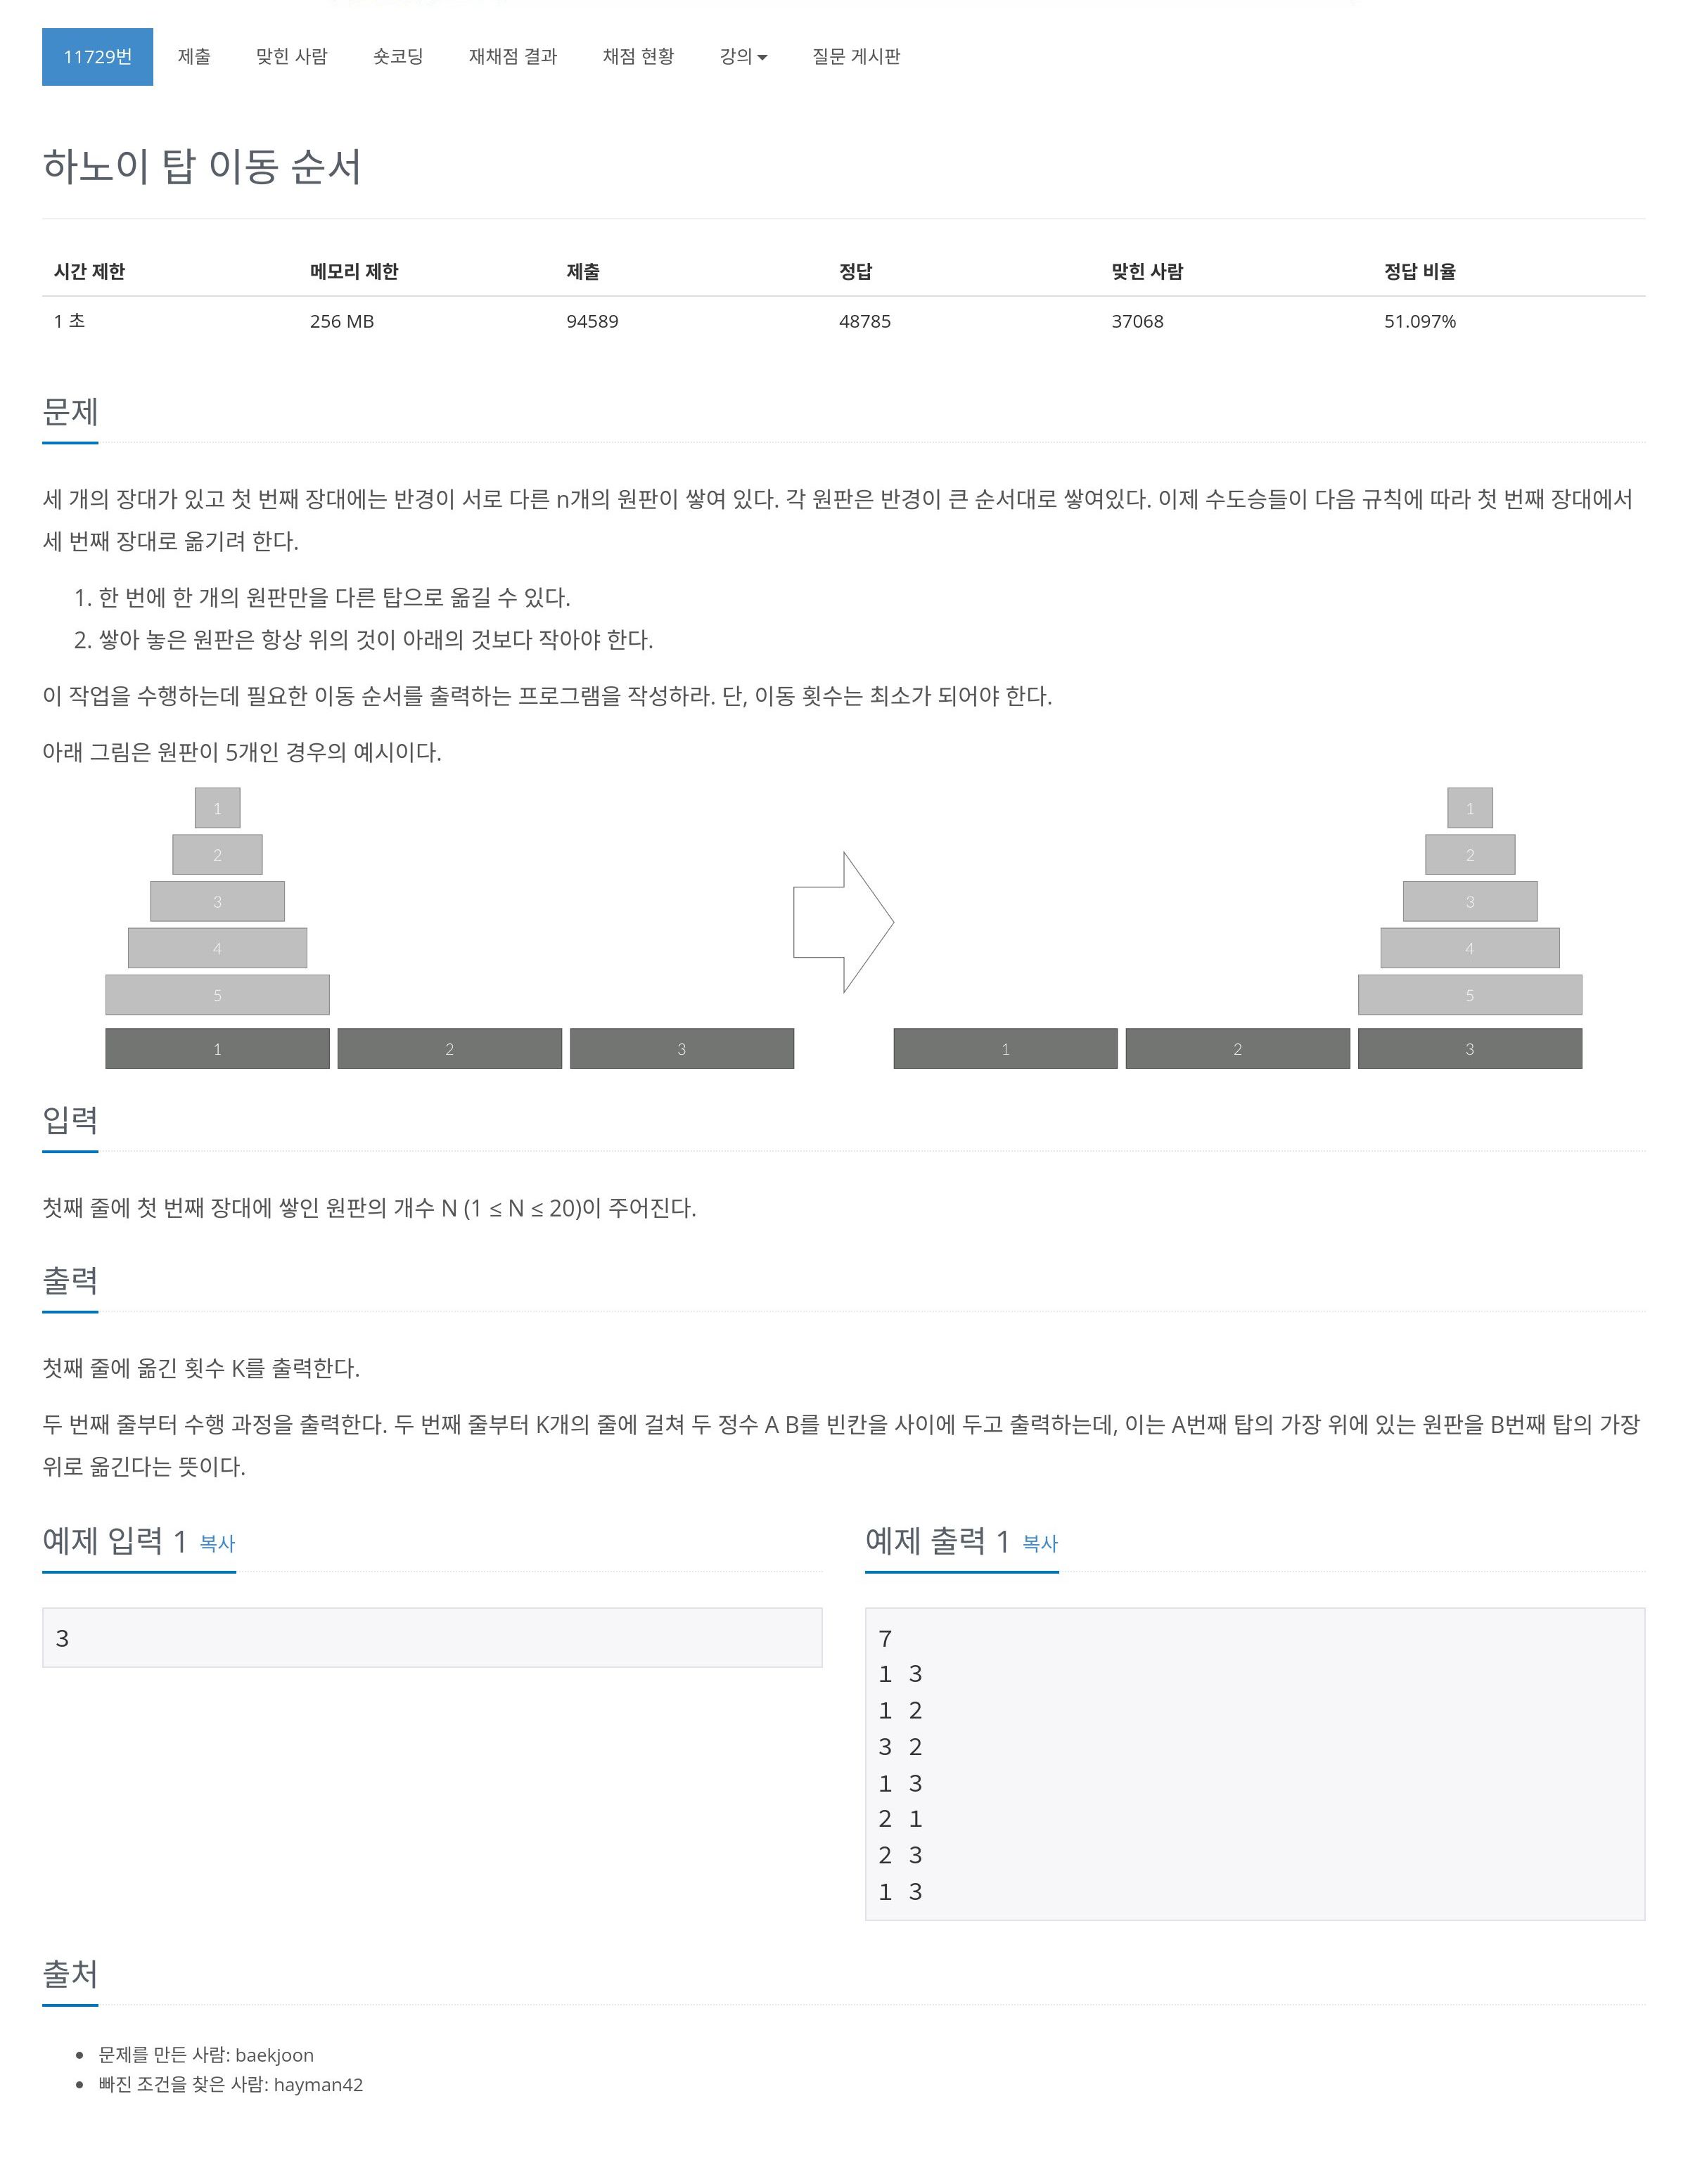 11729번 제출 맞힌 사람 숏코딩 재채점 결과 채점 현황 강의 질문 게시판
하노이 탑 이동 순서
시간 제한 메모리 제한 제출 정답 맞힌 사람 정답 비율
1 초 256 MB 94589 48785 37068 51.097%
문제
세 개의 장대가 있고 첫 번째 장대에는 반경이 서로 다른 n개의 원판이 쌓여 있다. 각 원판은 반경이 큰 순서대로 쌓여있다. 이제 수도승들이 다음 규칙에 따라 첫 번째 장대에서
세 번째 장대로 옮기려 한다.
1. 한 번에 한 개의 원판만을 다른 탑으로 옮길 수 있다.
2. 쌓아 놓은 원판은 항상 위의 것이 아래의 것보다 작아야 한다.
이 작업을 수행하는데 필요한 이동 순서를 출력하는 프로그램을 작성하라. 단, 이동 횟수는 최소가 되어야 한다.
아래 그림은 원판이 5개인 경우의 예시이다.
1 1
2 2
3 3
4 4
5 5
1 2 3 1 2 3
입력
첫째 줄에 첫 번째 장대에 쌓인 원판의 개수 N (1 ≤ N ≤ 20)이 주어진다.
출력
첫째 줄에 옮긴 횟수 K를 출력한다.
두 번째 줄부터 수행 과정을 출력한다. 두 번째 줄부터 K개의 줄에 걸쳐 두 정수 A B를 빈칸을 사이에 두고 출력하는데, 이는 A번째 탑의 가장 위에 있는 원판을 B번째 탑의 가장
위로 옮긴다는 뜻이다.
예제 입력 1 복사
3
예제 출력 1 복사
7
1 3
1 2
3 2
1 3
2 1
2 3
1 3
출처
문제를 만든 사람: baekjoon
빠진 조건을 찾은 사람: hayman42